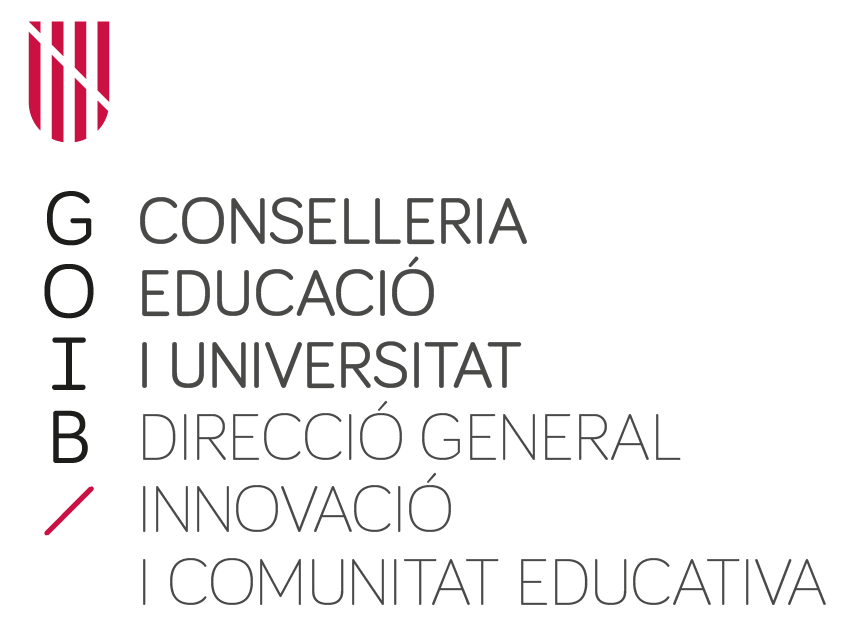 G CONSELLERIA
O EDUCACIÓ
I I UNIVERSITAT
B DIRECCIÓ GENERAL
/ INNOVACIÓ
I COMUNITAT EDUCATIVA